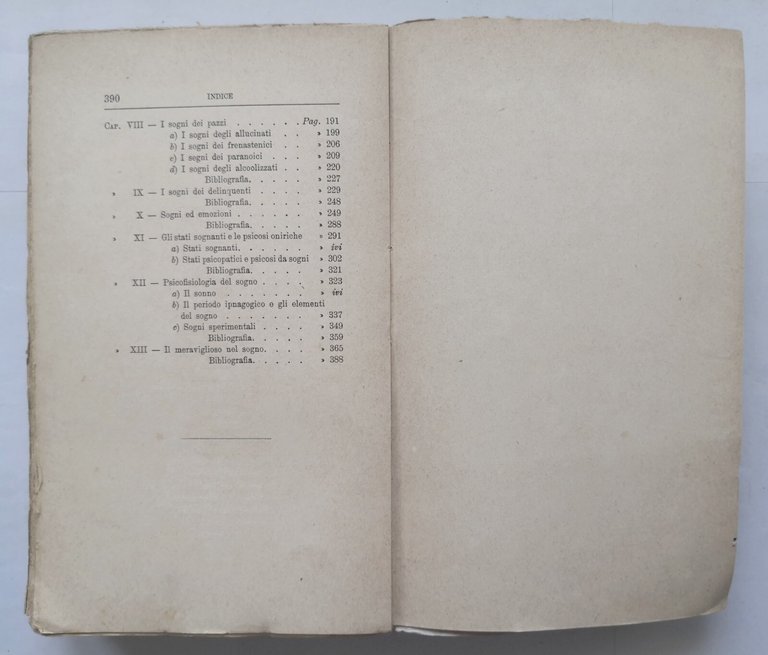 390 INDICE
CAP. VIII — I sogni dei pazzi . . . . . . Pag. 191
a) I sogni degli allucinati . . » 199
b) I sogni dei frenastenici . . » 206
c) I segni dei paranoici . . » 209
d) I sogni degli alcoolizzati . . » 220
Bibliografia. . . . . » 227
» IX — I sogni dei delinquenti . . . . » 229
Bibliografia. . . . . » 248
» X — Sogni ed emozioni . . . . . . » 249
Bibliografia. . . . . » 288
» XI — Gli stati sognanti e le psicosi oniriche » 291
a) Stati sognanti. . . . . . » ivi
b) Stati psicopatici e psicosi da sogni » 302
Bibliografia. . . . . » 321
» XII — Psicofisiologia del sogno . . . . » 323
a) Il sonno . . . . . . . » ivi
b) Il periodo ipnagogico e gli elementi
del sogno . . . . . . . » 337
c) Sogni sperimentali . . . . » 349
Bibliografia. . . . . » 359
» XIII — Il meraviglioso nel sogno. . . . » 365
Bibliografia. . . . . » 388